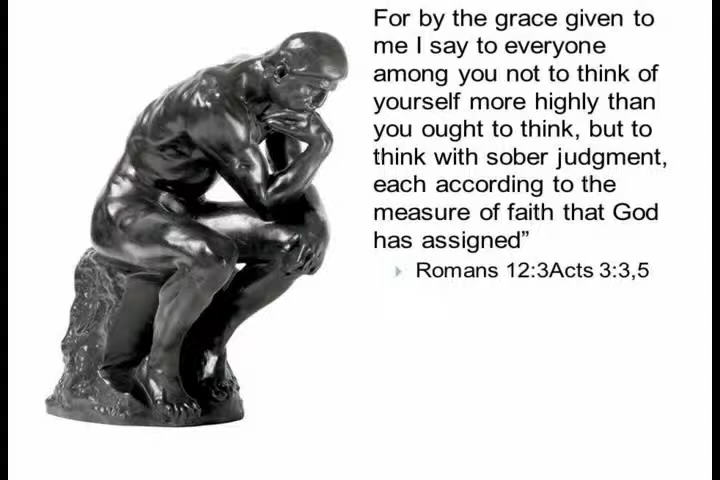 For by the grace given to
me I say to everyone
among you not to think of
yourself more highly than
you ought to think, but to
think with sober judgment,
each according to the
measure of faith that God
has assigned”
Romans 12:3Acts 3:3,5